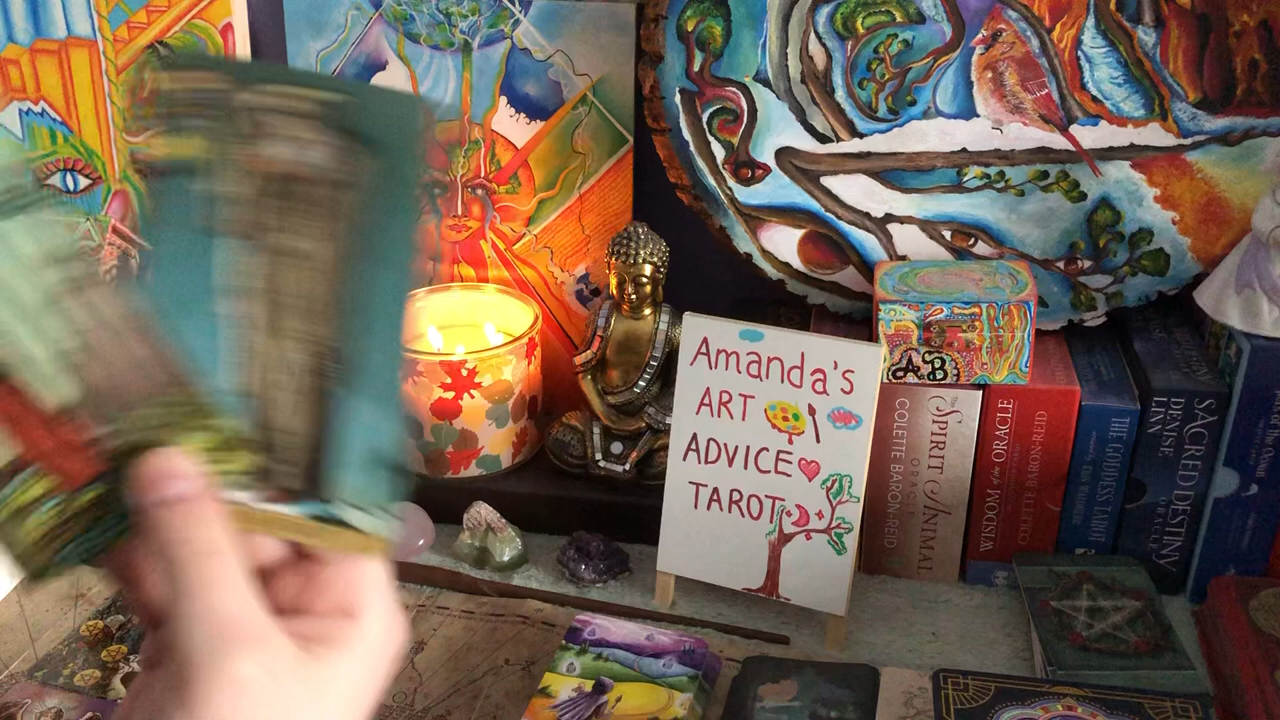 Amanda's
ART
ADVICE
TAROT
AB
The SPIRIT Animal
ORACLE
COLETTE BARON-REID
WISDOM of the ORACLE
COLETTE BARON-REID
THE GODDESS TAROT
SACRED DESTINY
DENISE LINN
ORACLE